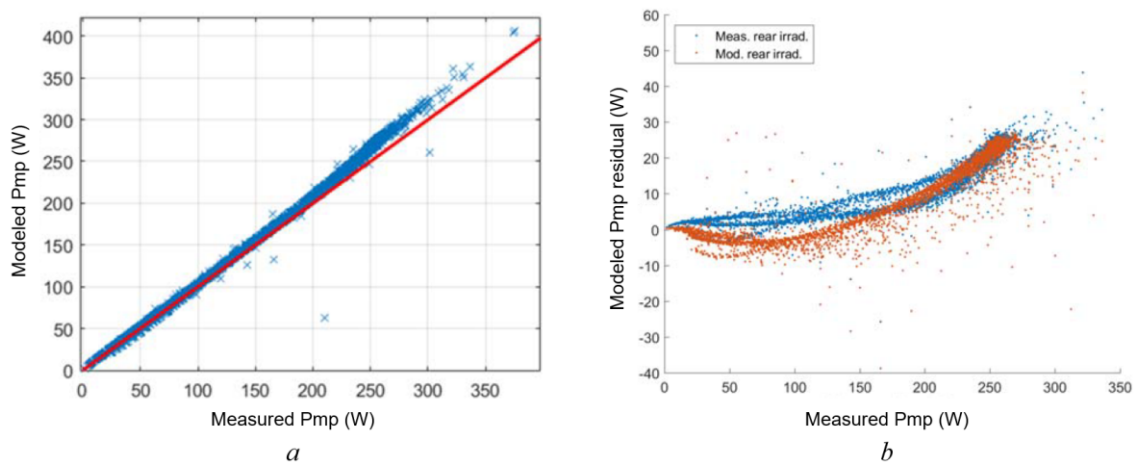 Modeled Pmp (W)
400
350
300
250
200
150
100
50
0
0 50 100 150 200 250 300 350
Measured Pmp (W)
a
Modeled Pmp residual (W)
60
50
40
30
20
10
0
-10
-20
-30
-40
Meas. rear irrad.
Mod. rear irrad.
0 50 100 150 200 250 300 350
Measured Pmp (W)
b